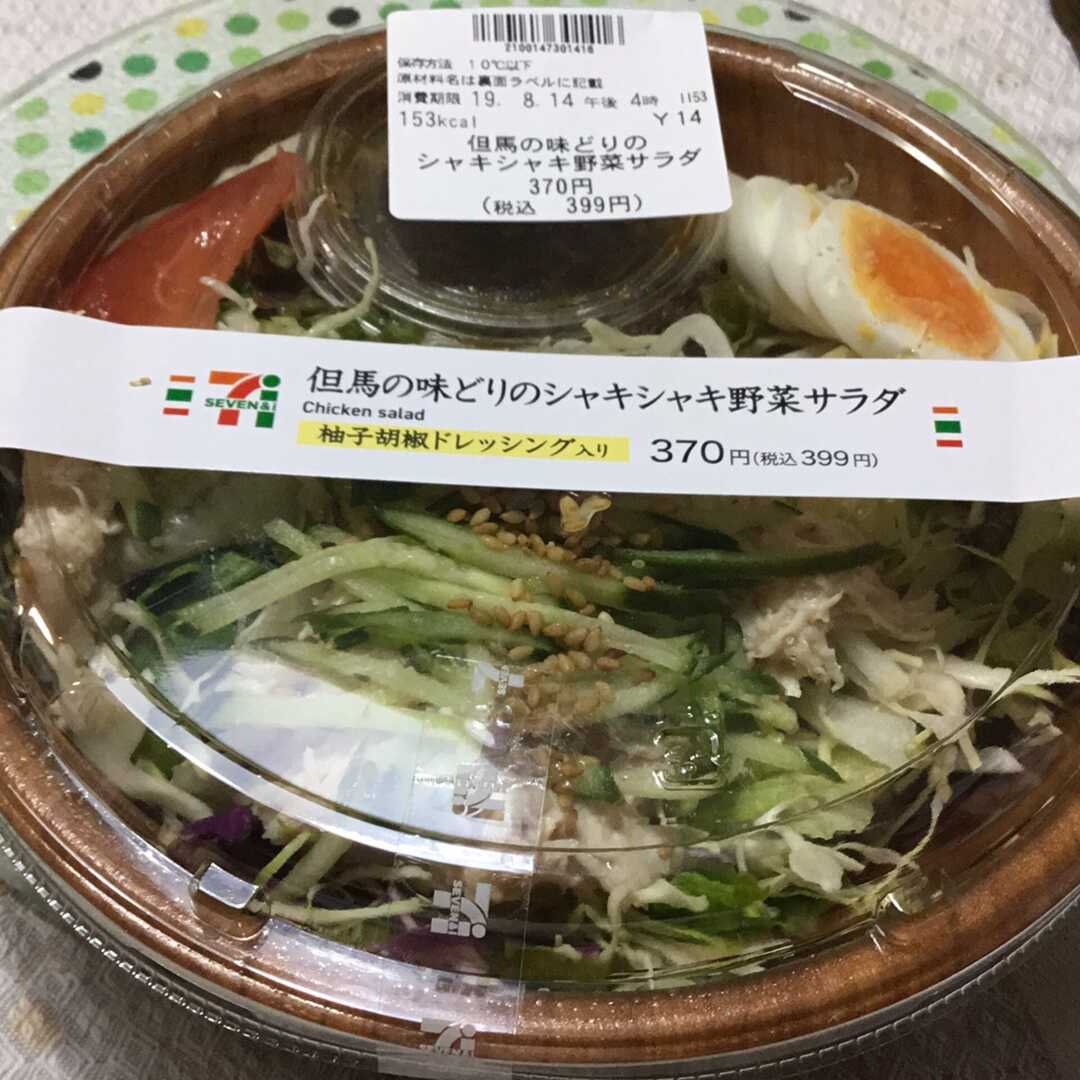 2100147301416
保存方法 10℃以下
原材料名は裏面ラベルに記載
消費期限 19. 8.14 午後 4時 1153
153kcal Y14
但馬の味どりの
シャキシャキ野菜サラダ
370円
(税込 399円)
SEVEN&i
但馬の味どりのシャキシャキ野菜サラダ
Chicken salad
柚子胡椒ドレッシング入り 370円(税込399円)
SEVEN&i